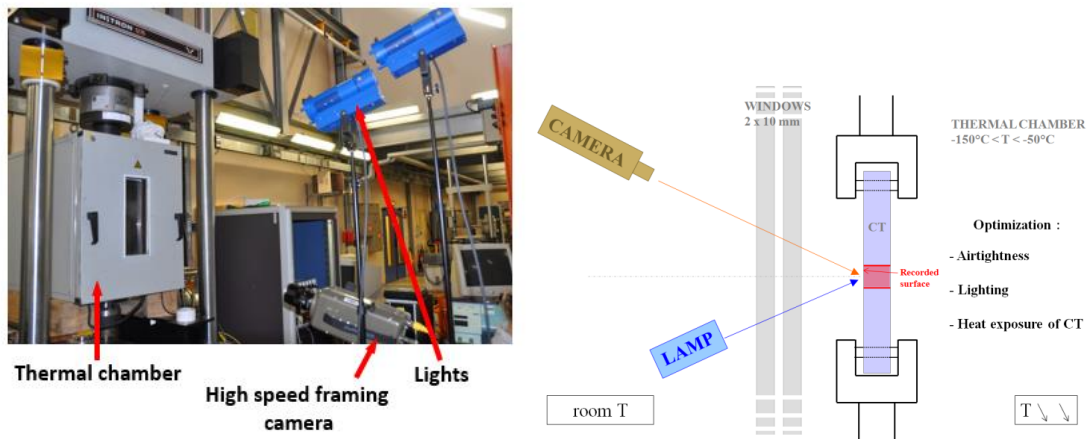 INSTRON
Thermal chamber
High speed framing
camera
Lights
WINDOWS
2 x 10 mm
CAMERA
THERMAL CHAMBER
-150°C < T < -50°C
CT
Optimization :
- Airtightness
- Lighting
- Heat exposure of CT
Recorded
surface
LAMP
room T
T ↘ ↘